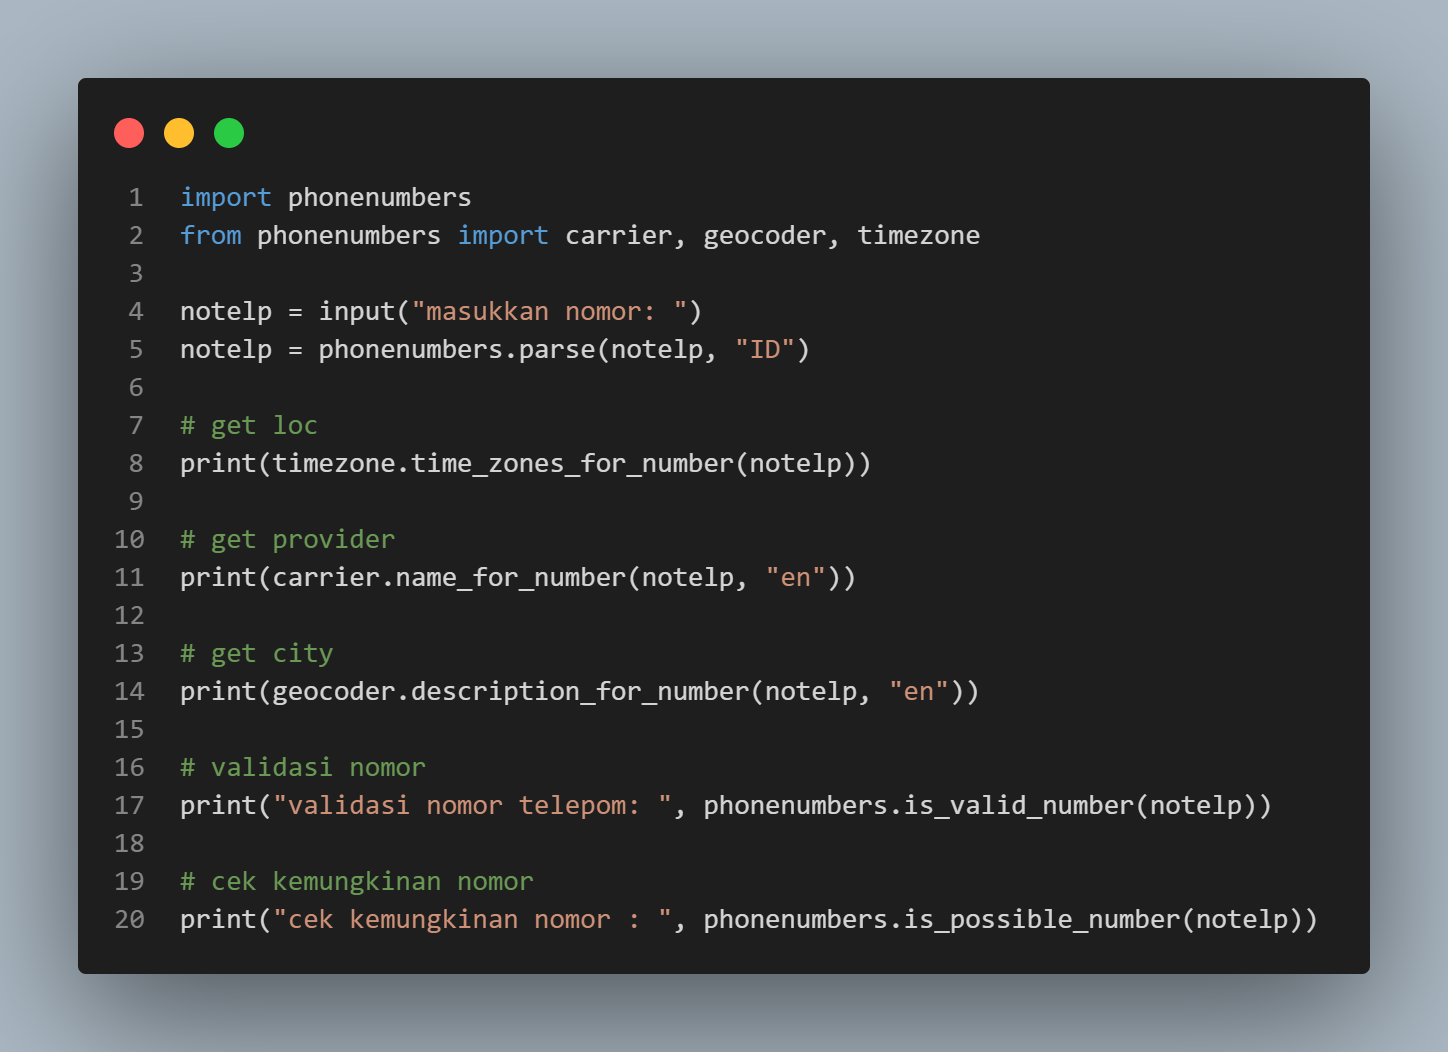 1 import phonenumbers
2 from phonenumbers import carrier, geocoder, timezone
3
4 notelp = input("masukkan nomor: ")
5 notelp = phonenumbers.parse(notelp, "ID")
6
7 # get loc
8 print(timezone.time_zones_for_number(notelp))
9
10 # get provider
11 print(carrier.name_for_number(notelp, "en"))
12
13 # get city
14 print(geocoder.description_for_number(notelp, "en"))
15
16 # validasi nomor
17 print("validasi nomor telepom: ", phonenumbers.is_valid_number(notelp))
18
19 # cek kemungkinan nomor
20 print("cek kemungkinan nomor : ", phonenumbers.is_possible_number(notelp))